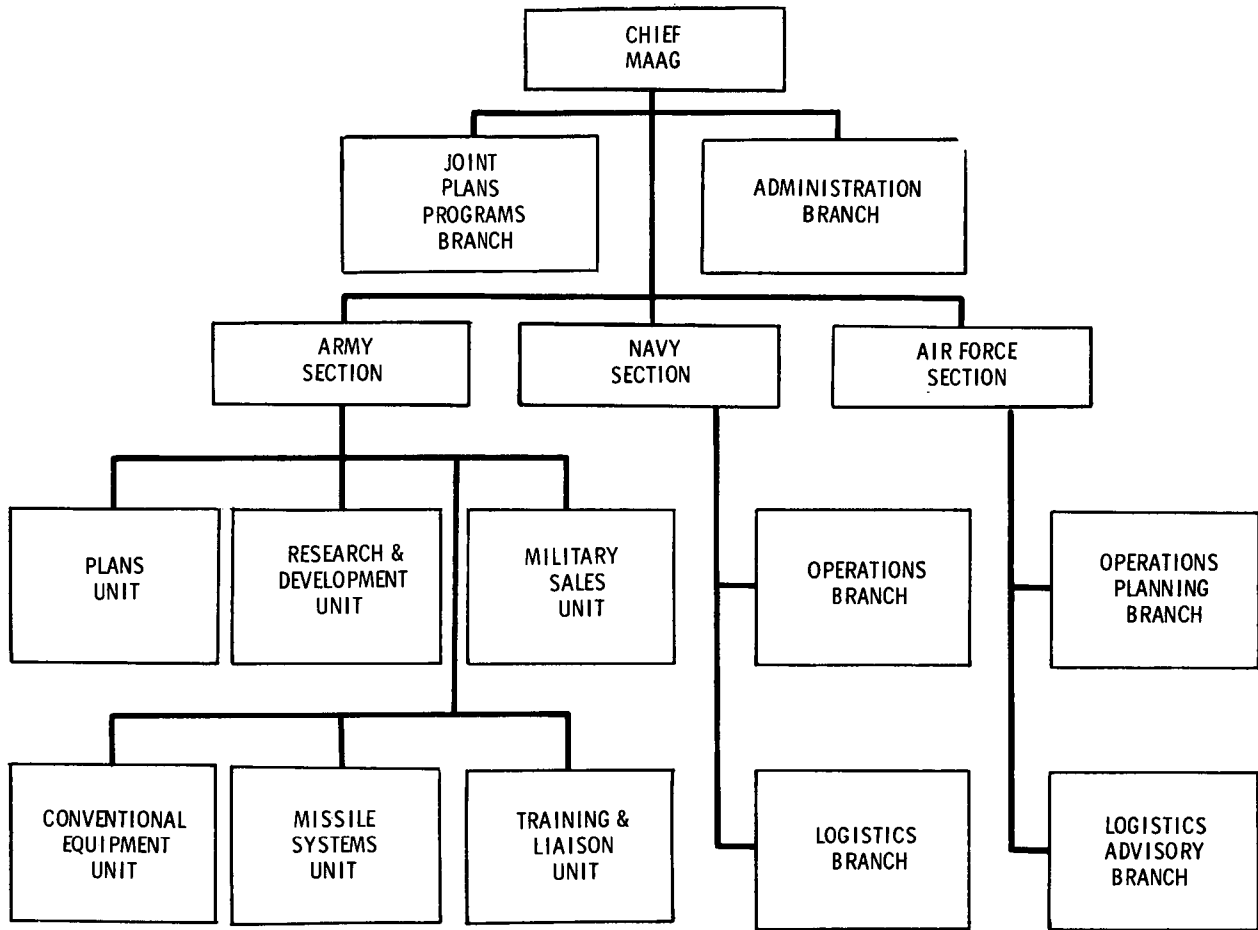 CHIEF
MAAG
JOINT
PLANS
PROGRAMS
BRANCH
ADMINISTRATION
BRANCH
ARMY
SECTION
NAVY
SECTION
AIR FORCE
SECTION
PLANS
UNIT
RESEARCH &
DEVELOPMENT
UNIT
MILITARY
SALES
UNIT
OPERATIONS
BRANCH
OPERATIONS
PLANNING
BRANCH
CONVENTIONAL
EQUIPMENT
UNIT
MISSILE
SYSTEMS
UNIT
TRAINING &
LIAISON
UNIT
LOGISTICS
BRANCH
LOGISTICS
ADVISORY
BRANCH